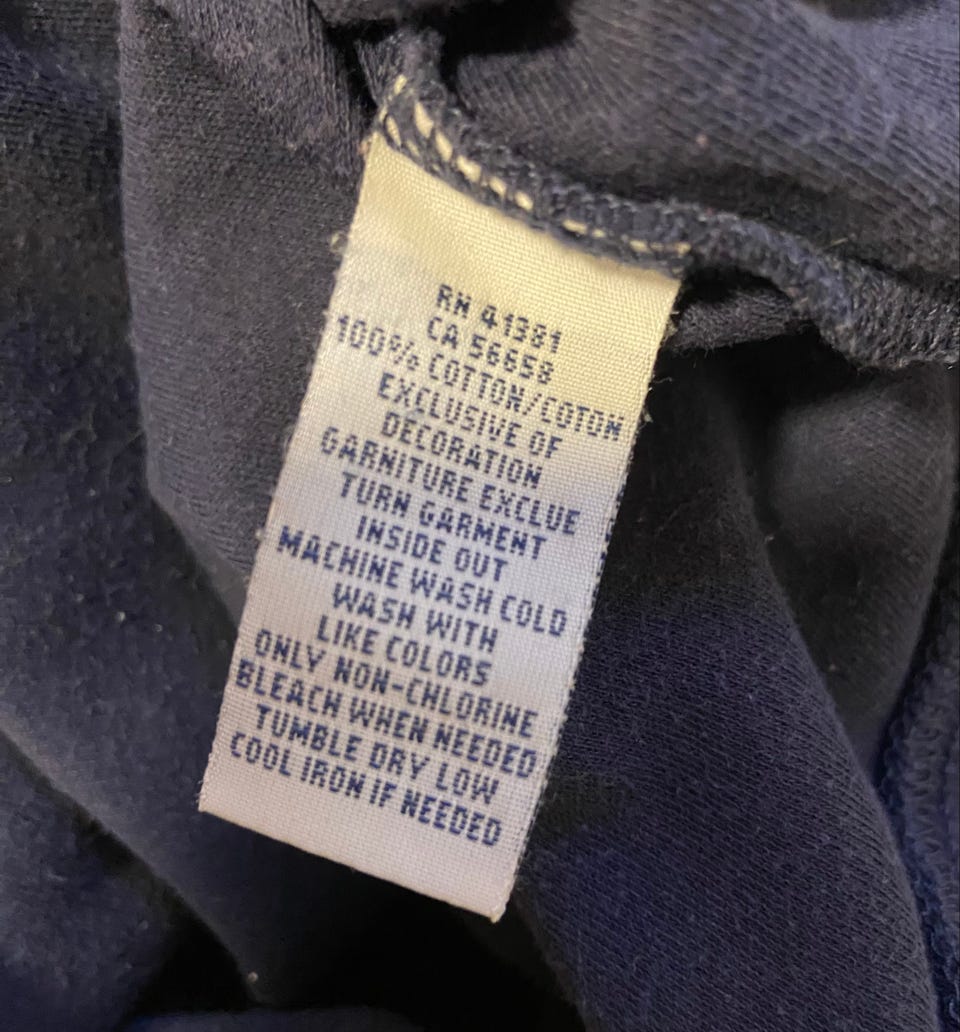 RN 41381
CA 56658
100% COTTON/COTON
EXCLUSIVE OF
DECORATION
GARNITURE EXCLUE
TURN GARMENT
INSIDE OUT
MACHINE WASH COLD
WASH WITH
LIKE COLORS
ONLY NON-CHLORINE
BLEACH WHEN NEEDED
TUMBLE DRY LOW
COOL IRON IF NEEDED